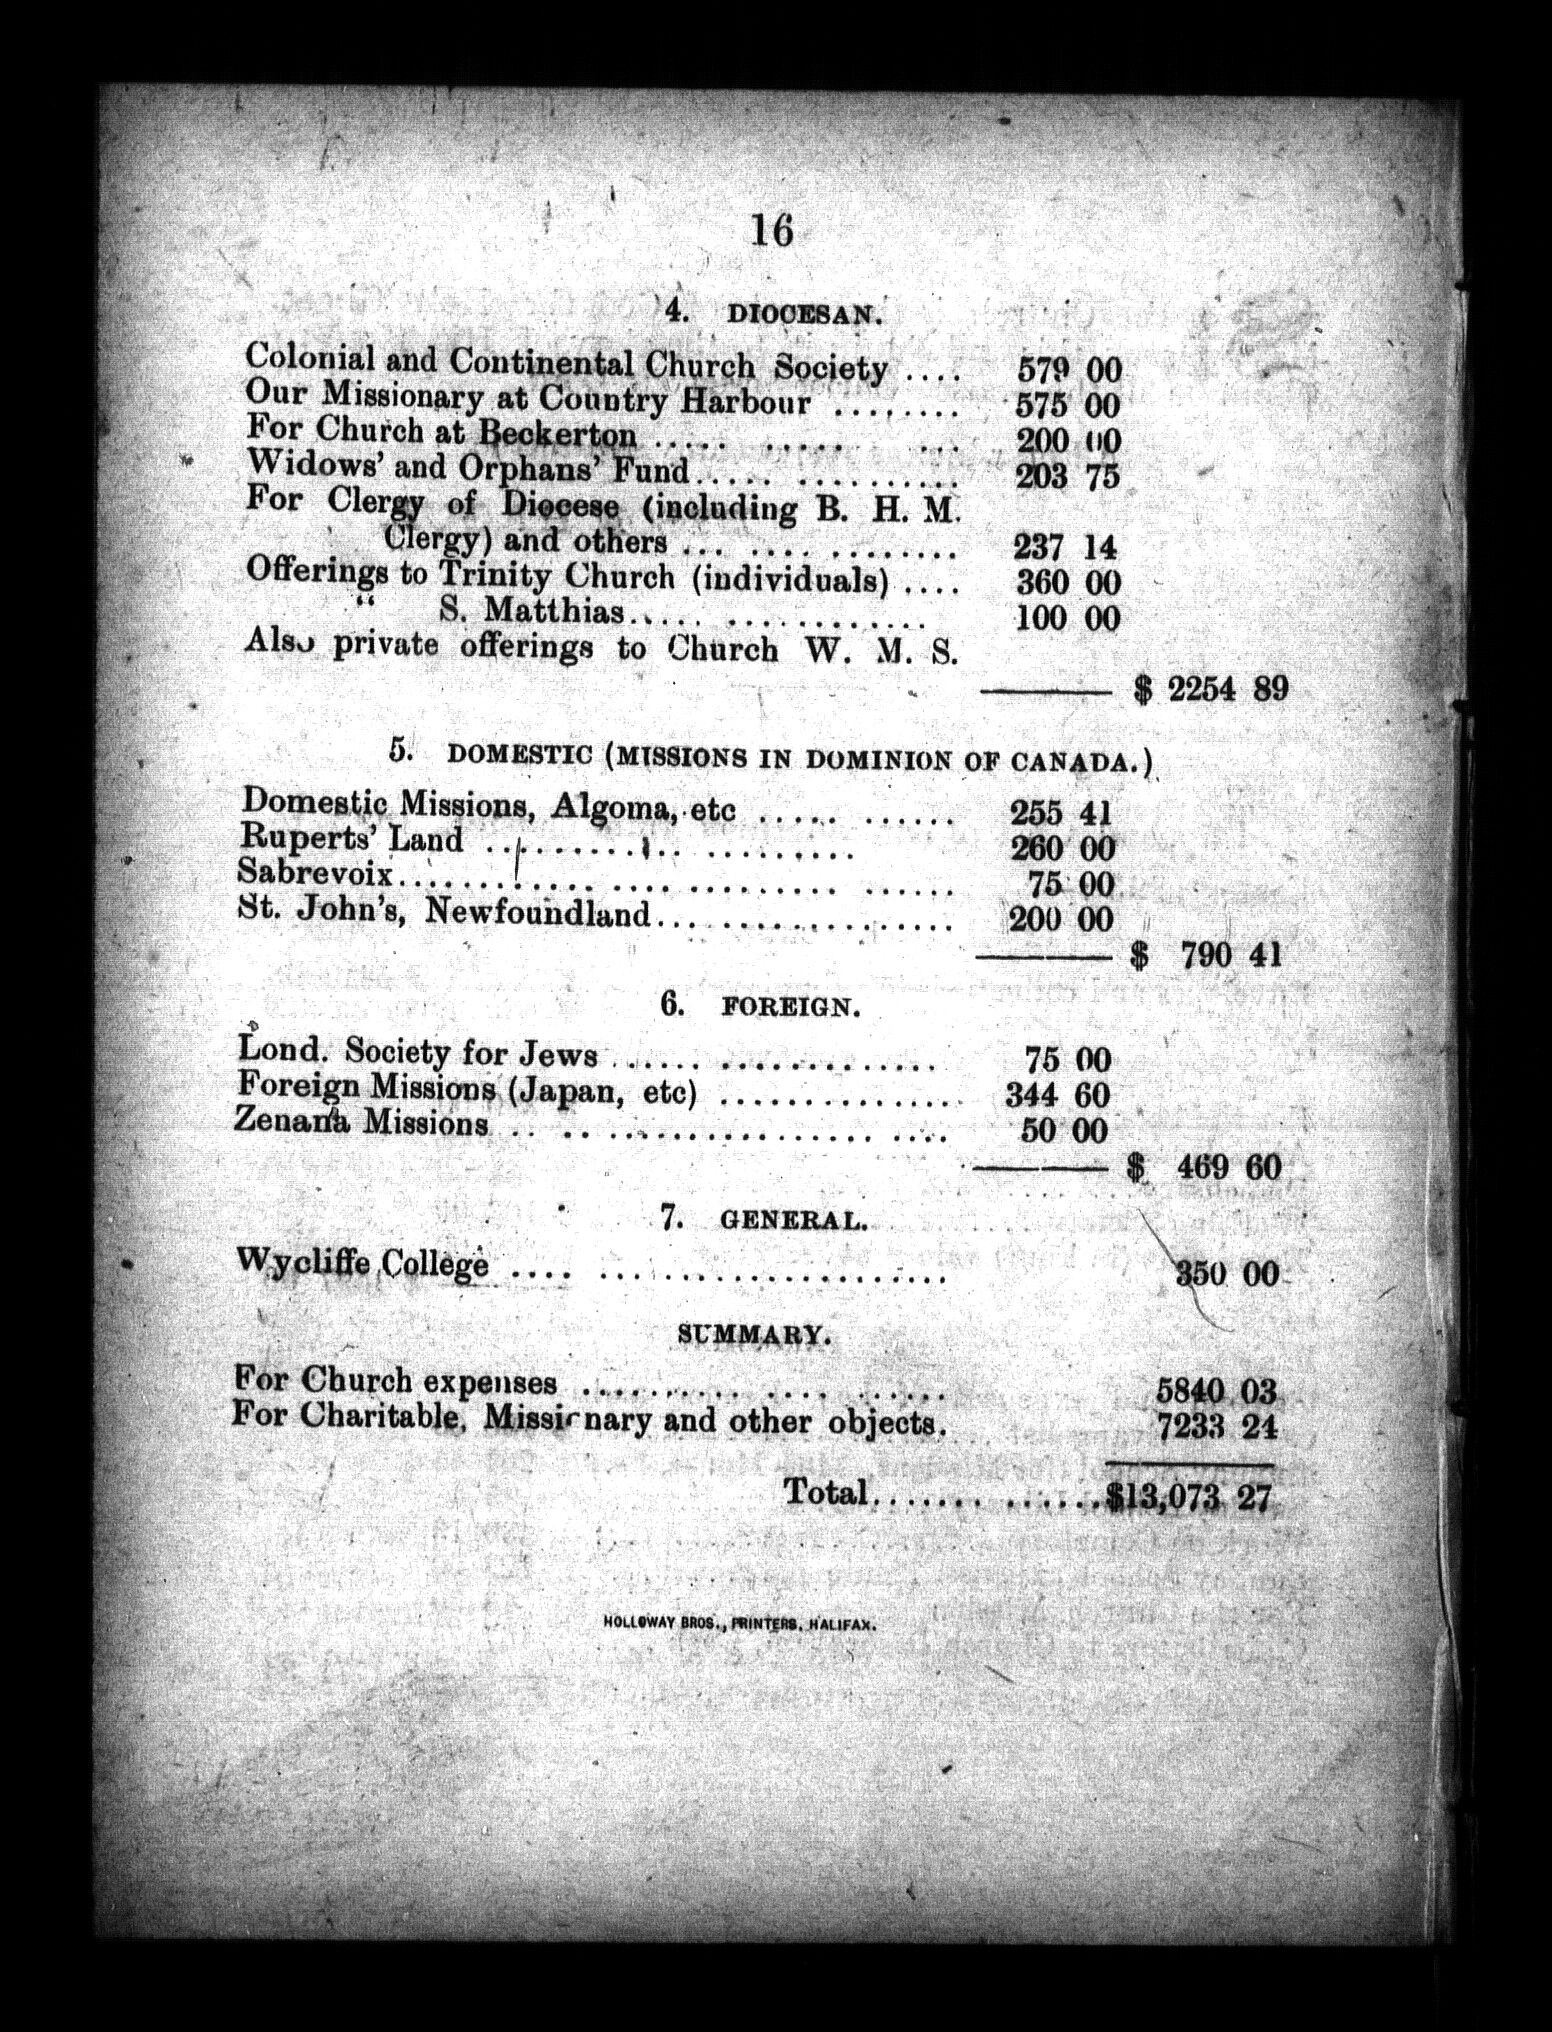 16
4. DIOCESAN.
Colonial and Continental Church Society .... 579 00
Our Missionary at Country Harbour ........ 575 00
For Church at Beckerton ..... ..... ... 200 00
Widows' and Orphans' Fund..... .......... 203 75
For Clergy of Diocese (including B. H. M.
Clergy) and others ... .... ........ 237 14
Offerings to Trinity Church (individuals) .... 360 00
“ S. Matthias..... ............. 100 00
Also private offerings to Church W. M. S.
$ 2254 89
5. DOMESTIC (MISSIONS IN DOMINION OF CANADA.)
Domestic Missions, Algoma, etc ..... ...... 255 41
Ruperts' Land ............ ......... 260 00
Sabrevoix.............. .... ......... ...... 75 00
St. John's, Newfoundland.... .............. 200 00
$ 790 41
6. FOREIGN.
Lond. Society for Jews ...... ............. 75 00
Foreign Missions (Japan, etc) ............... 344 60
Zenana Missions .. .. ................ .... 50 00
$ 469 60
7. GENERAL.
Wycliffe College .... ..................... 350 00
SUMMARY.
For Church expenses .......... .... ...... 5840 03
For Charitable, Missionary and other objects. 7233 24
Total....... ......$13,073 27
HOLLOWAY BROS., PRINTERS, HALIFAX.